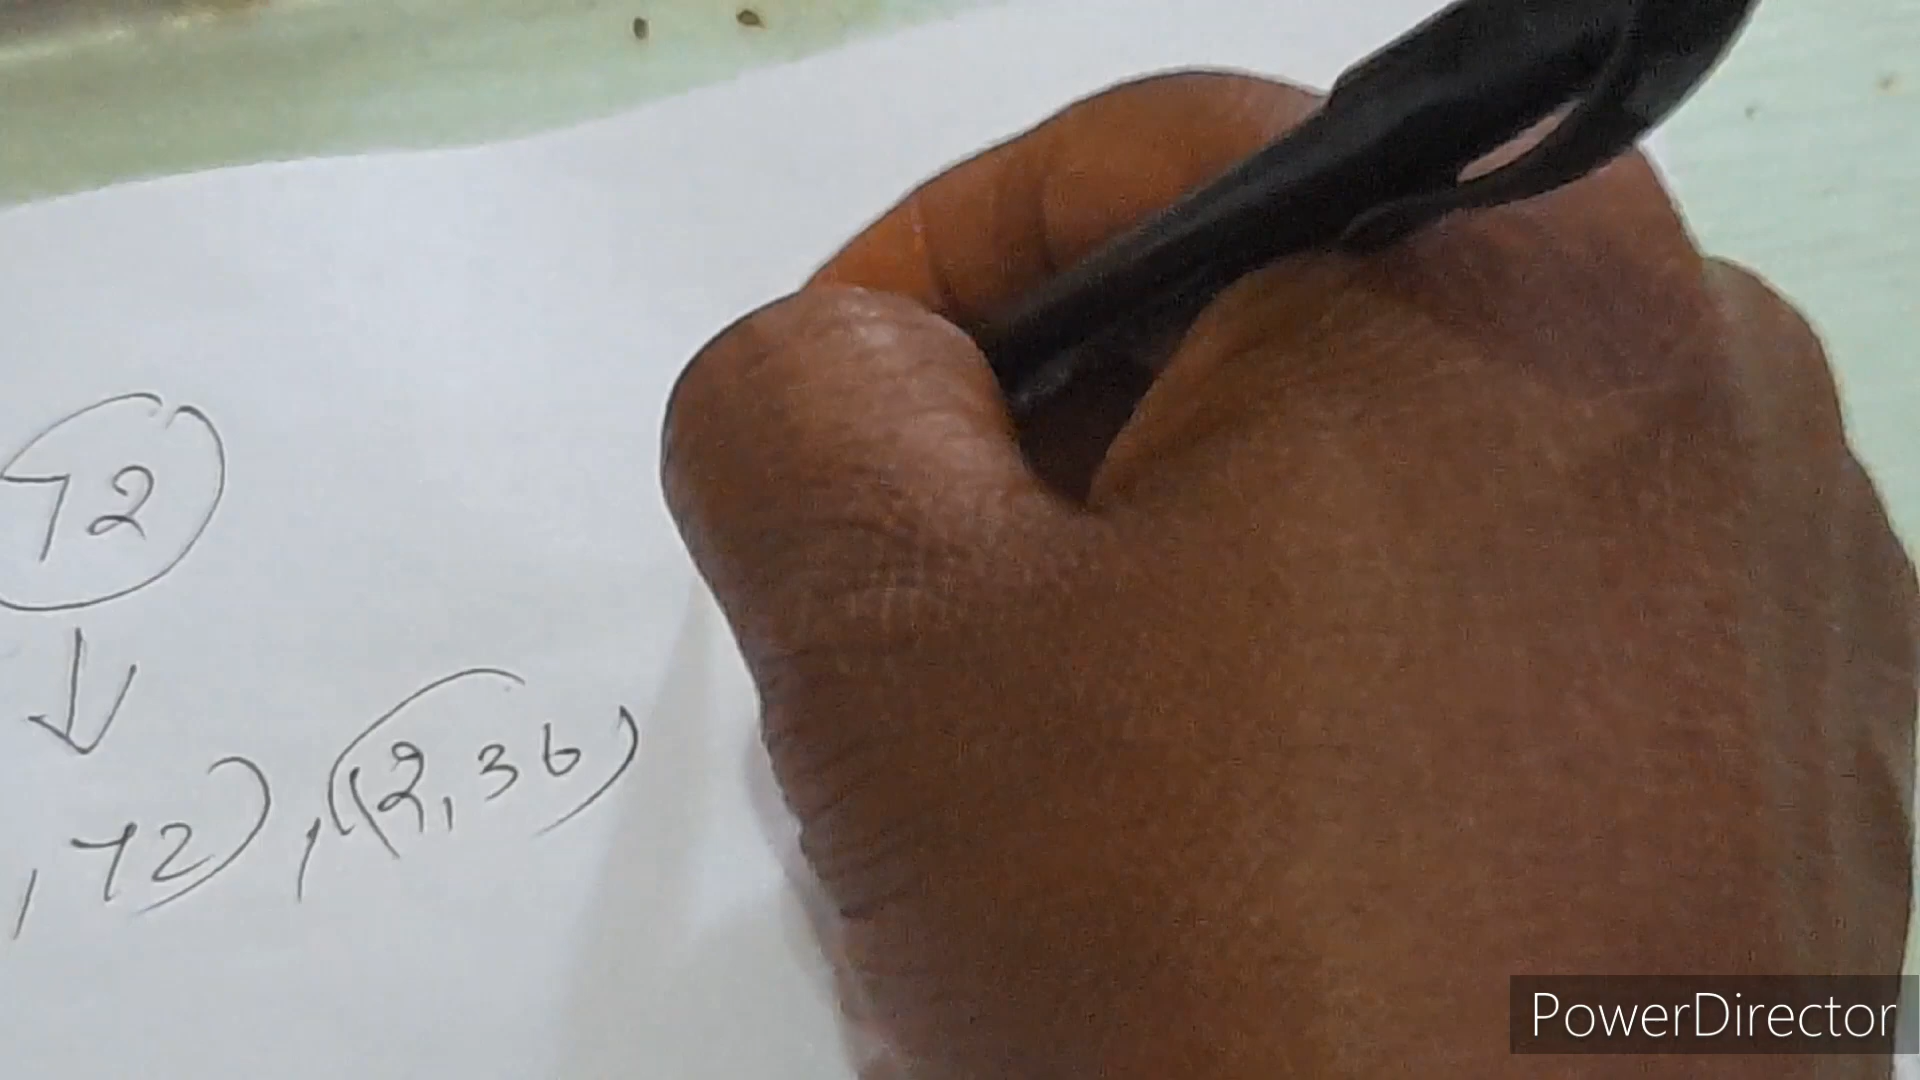 72
, 72) , (2, 36)
PowerDirector